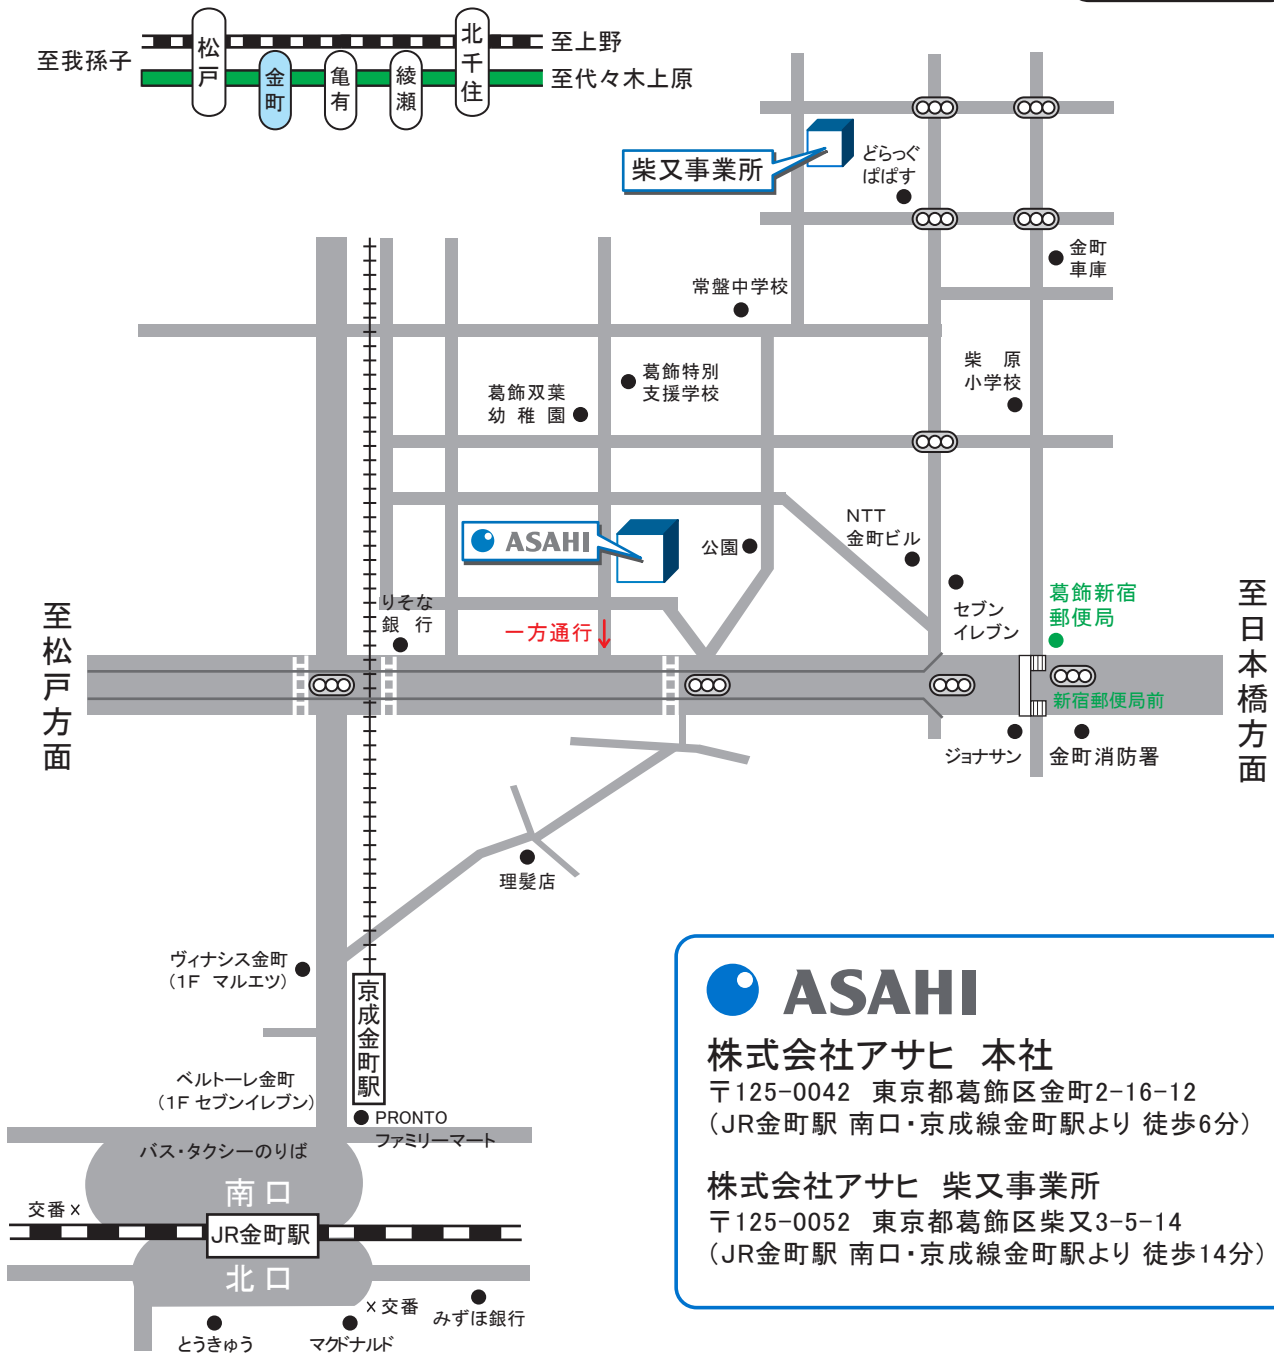 至我孫子
松戸
金町
亀有
綾瀬
北千住
至上野
至代々木上原
柴又事業所
どらっぐ
ぱぱす
金町
車庫
常盤中学校
柴 原
小学校
葛飾特別
支援学校
葛飾双葉
幼 稚 園
ASAHI
公園
NTT
金町ビル
セブン
イレブン
葛飾新宿
郵便局
りそな
銀 行
一方通行
至松戸方面
至日本橋方面
新宿郵便局前
ジョナサン
金町消防署
理髪店
ヴィナシス金町
(1F マルエツ)
京成金町駅
ベルトーレ金町
(1F セブンイレブン)
PRONTO
ファミリーマート
バス・タクシーのりば
南口
交番 x
JR金町駅
北口
x 交番
みずほ銀行
とうきゅう
マクドナルド
ASAHI
株式会社アサヒ 本社
〒125-0042 東京都葛飾区金町2-16-12
(JR金町駅 南口・京成線金町駅より 徒歩6分)
株式会社アサヒ 柴又事業所
〒125-0052 東京都葛飾区柴又3-5-14
(JR金町駅 南口・京成線金町駅より 徒歩14分)